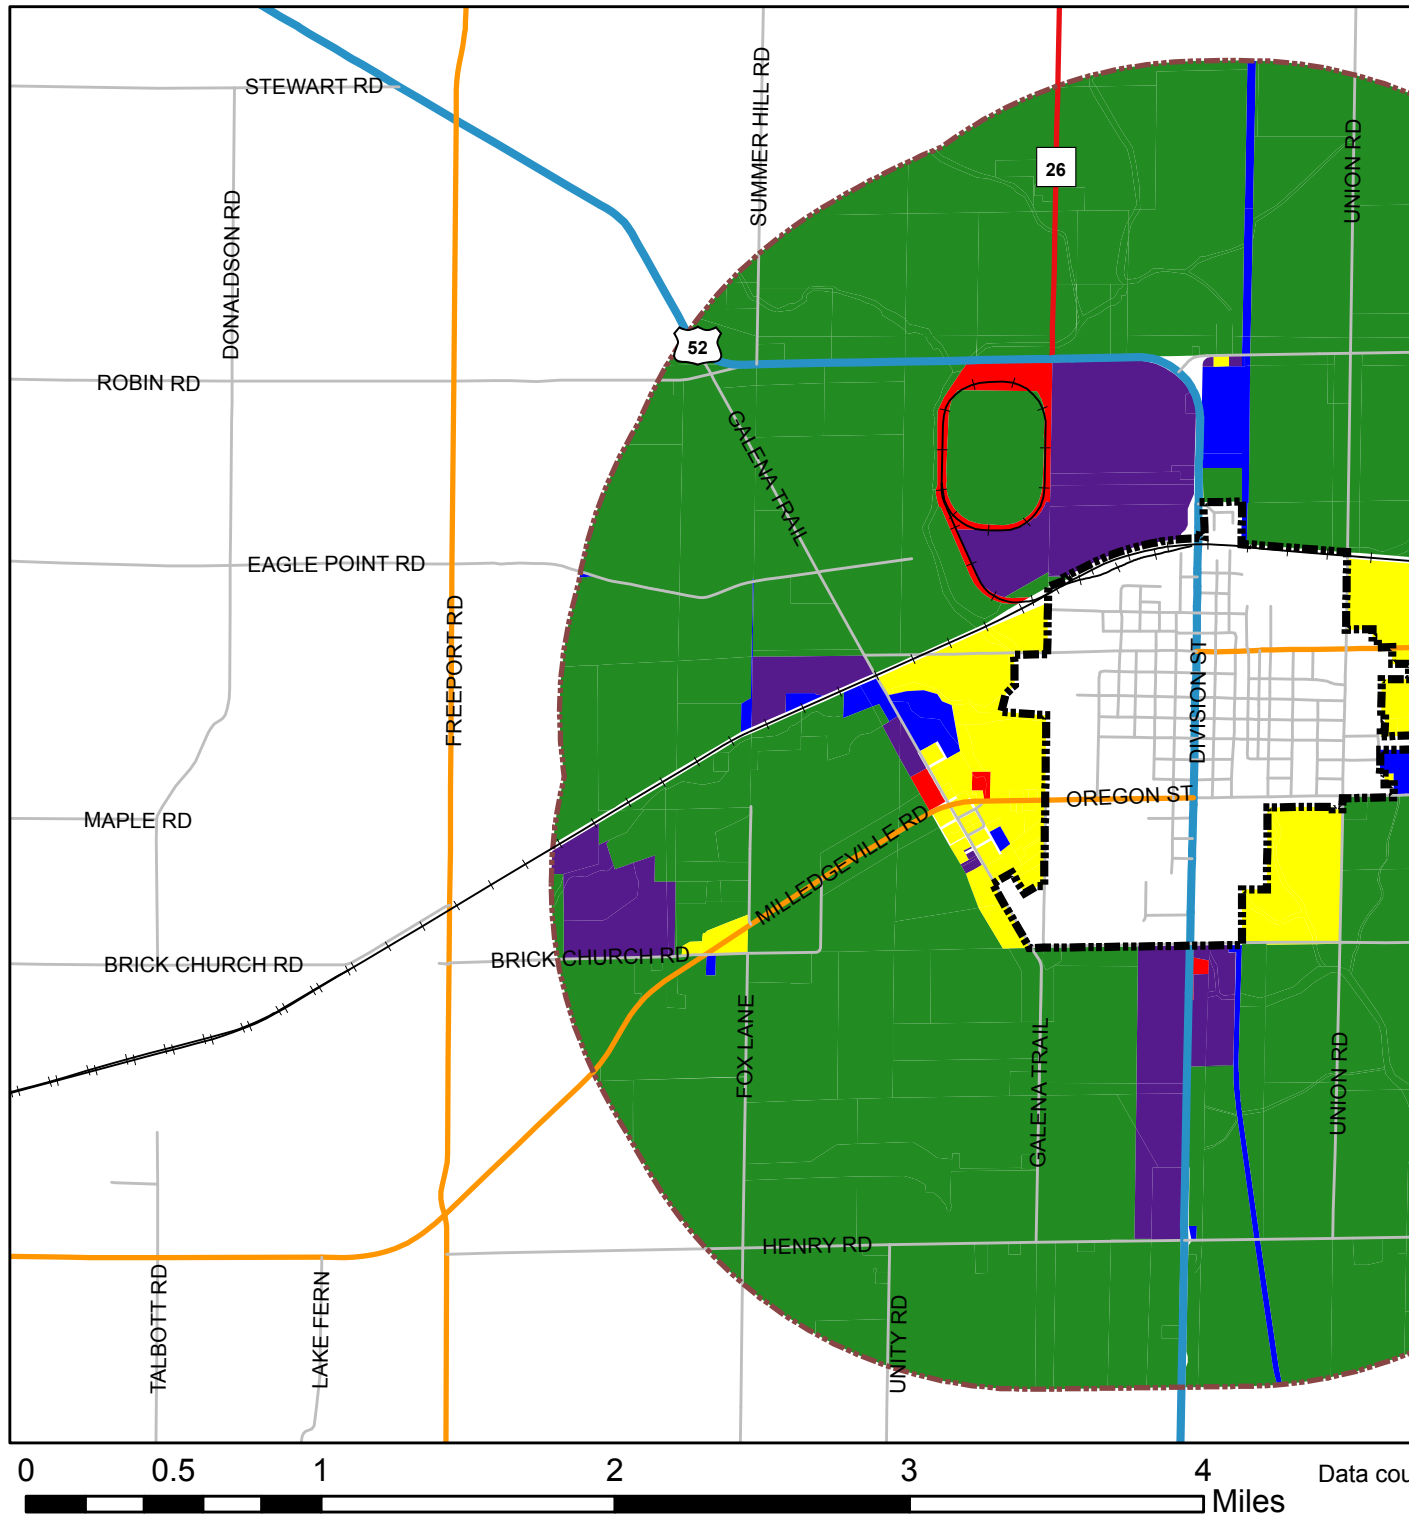 STEWART RD
SUMMER HILL RD
UNION RD
26
DONALDSON RD
52
ROBIN RD
GALENA TRAIL
EAGLE POINT RD
FREEPORT RD
DIVISION ST
OREGON ST
MAPLE RD
MILLEDGEVILLE RD
BRICK CHURCH RD
BRICK CHURCH RD
FOX LANE
GALENA TRAIL
UNION RD
HENRY RD
TALBOTT RD
LAKE FERN
UNITY RD
0 0.5 1 2 3 4
Miles
Data cou